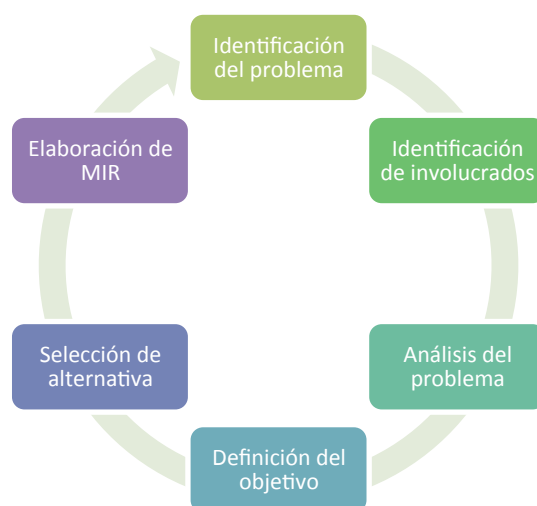 Identificación
del problema
Identificación
de involucrados
Análisis del
problema
Definición del
objetivo
Selección de
alternativa
Elaboración de
MIR